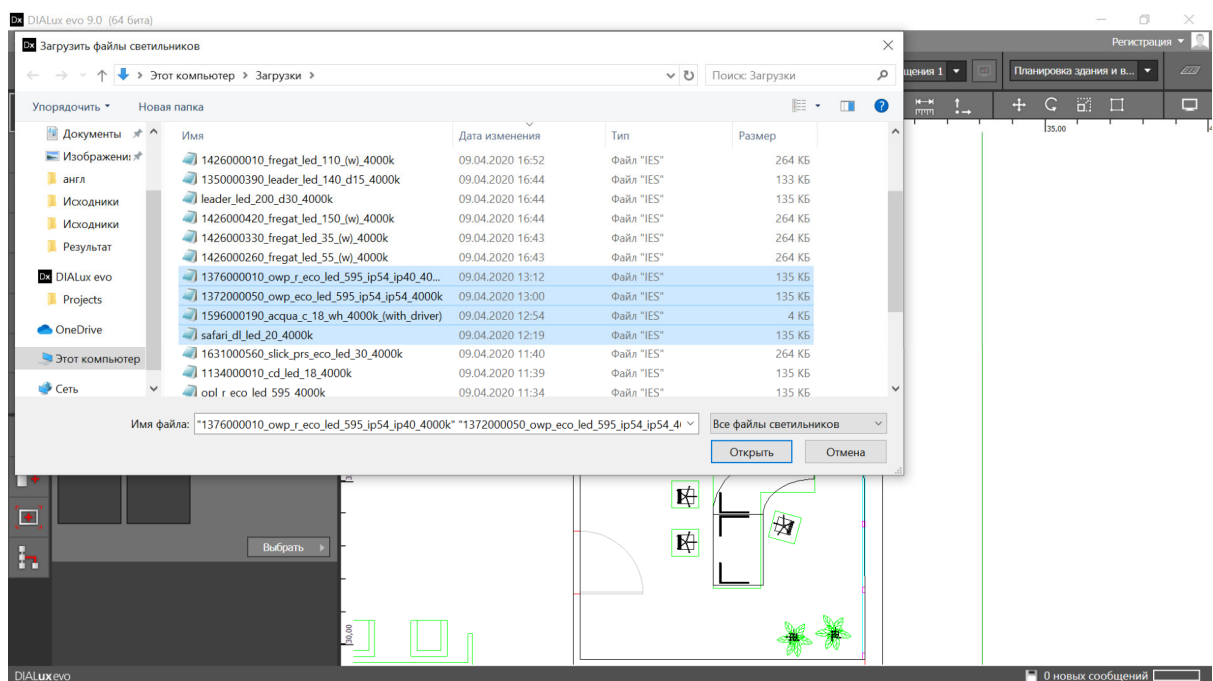 Dx DIALux evo 9.0 (64 бита)
Регистрация
Dx Загрузить файлы светильников
Этот компьютер > Загрузки >
Поиск: Загрузки
щения 1
Планировка здания и в...
Упорядочить
Новая папка
Имя Дата изменения Тип Размер
Документы
Изображения
англ
Исходники
Исходники
Результат
Dx DIALux evo
Projects
OneDrive
Этот компьютер
Сеть
1426000010_fregat_led_110_(w)_4000k 09.04.2020 16:52 Файл "IES" 264 КБ
1350000390_leader_led_140_d15_4000k 09.04.2020 16:44 Файл "IES" 133 КБ
leader_led_200_d30_4000k 09.04.2020 16:44 Файл "IES" 135 КБ
1426000420_fregat_led_150_(w)_4000k 09.04.2020 16:44 Файл "IES" 264 КБ
1426000330_fregat_led_35_(w)_4000k 09.04.2020 16:43 Файл "IES" 264 КБ
1426000260_fregat_led_55_(w)_4000k 09.04.2020 16:43 Файл "IES" 264 КБ
1376000010_owp_r_eco_led_595_ip54_ip40_40... 09.04.2020 13:12 Файл "IES" 135 КБ
1372000050_owp_eco_led_595_ip54_ip54_4000k 09.04.2020 13:00 Файл "IES" 135 КБ
1596000190_acqua_c_18_wh_4000k_(with_driver) 09.04.2020 12:54 Файл "IES" 4 КБ
safari_dl_led_20_4000k 09.04.2020 12:19 Файл "IES" 135 КБ
1631000560_slick_prs_eco_led_30_4000k 09.04.2020 11:40 Файл "IES" 264 КБ
1134000010_cd_led_18_4000k 09.04.2020 11:39 Файл "IES" 135 КБ
opl_r_eco_led_595_4000k 09.04.2020 11:34 Файл "IES" 135 КБ
Имя файла: "1376000010_owp_r_eco_led_595_ip54_ip40_4000k" "1372000050_owp_eco_led_595_ip54_ip54_4
Все файлы светильников
Открыть
Отмена
35,00
Выбрать
30,00
DIALux evo
0 новых сообщений